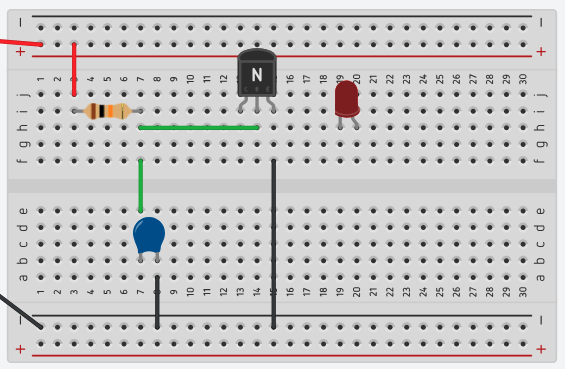 − −
+ +
1 2 3 4 5 6 7 8 9 10 11 12 13 14 15 16 17 18 19 20 21 22 23 24 25 26 27 28 29 30
j j
N
i i
h h
g g
f f
e e
d d
c c
b b
a a
1 2 3 4 5 6 7 8 9 10 11 12 13 14 15 16 17 18 19 20 21 22 23 24 25 26 27 28 29 30
− −
+ +